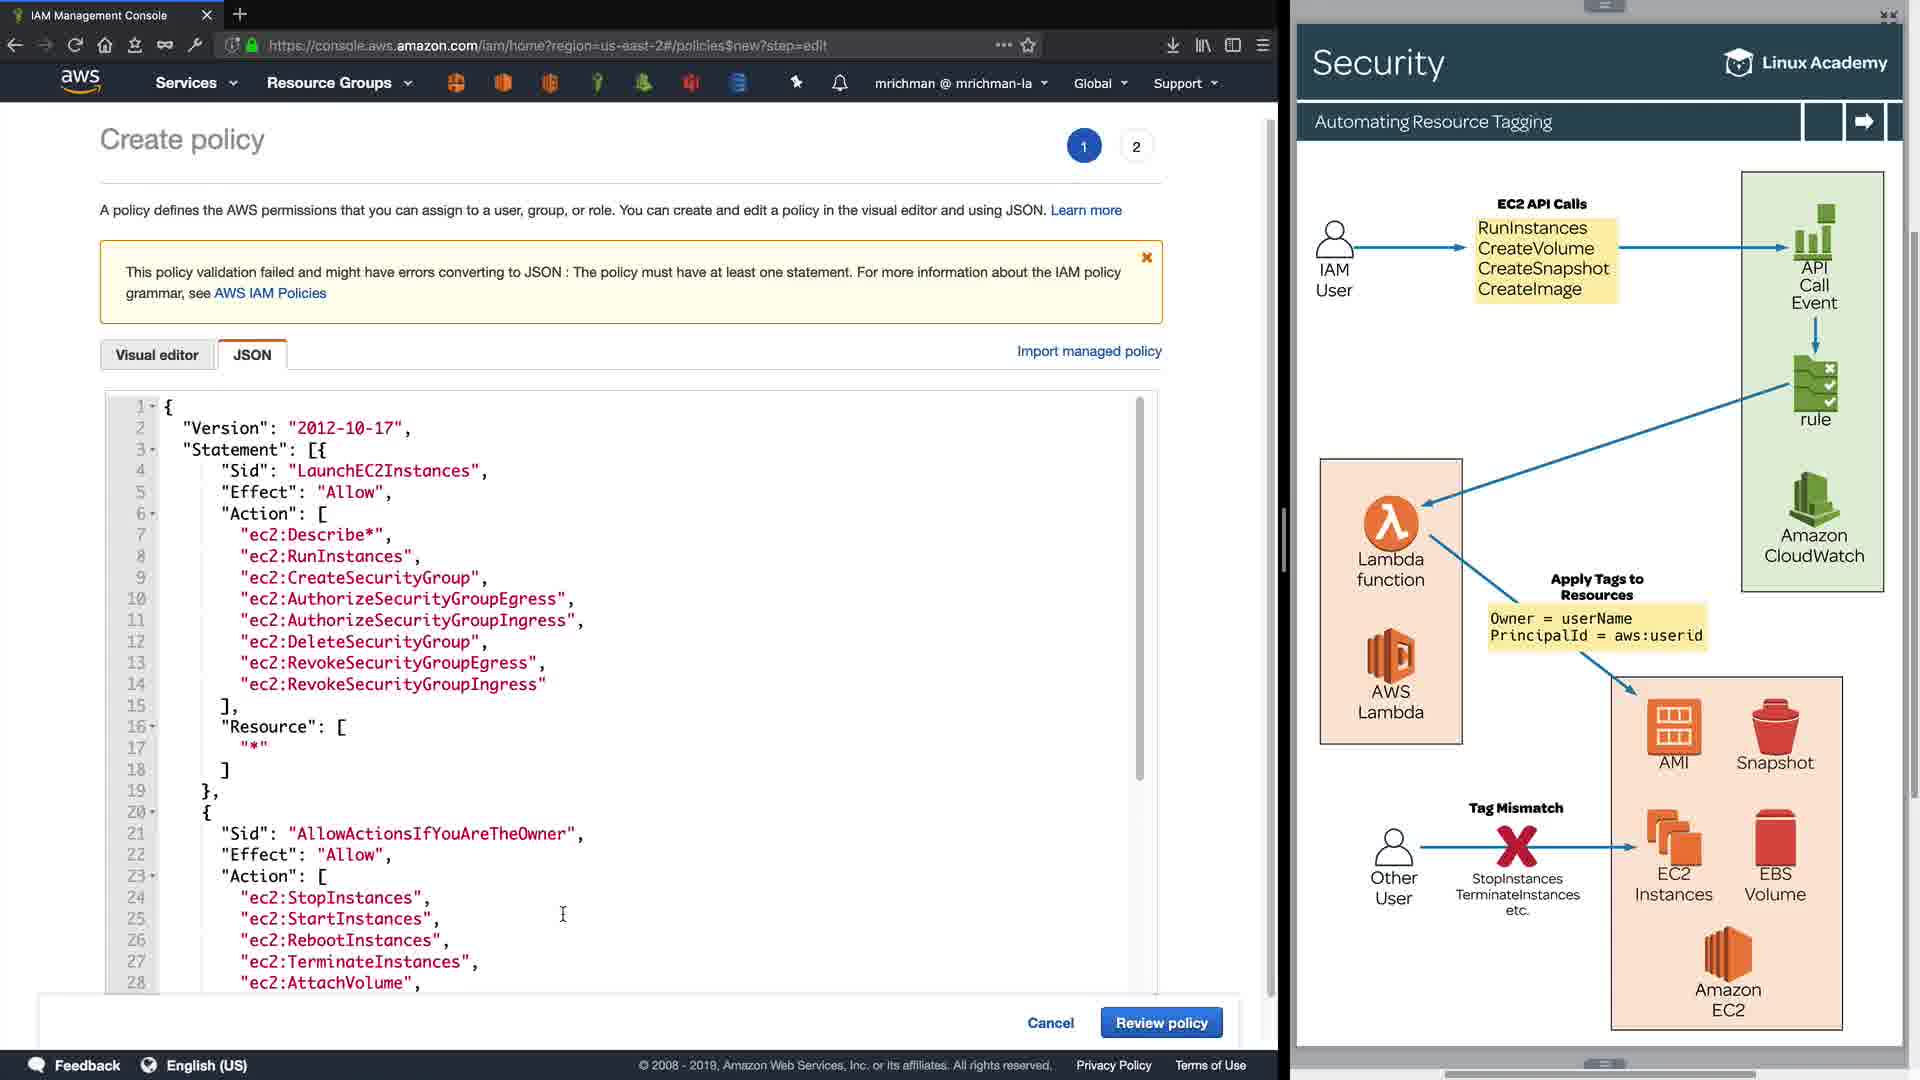 IAM Management Console
https://console.aws.amazon.com/iam/home?region=us-east-2#/policies$new?step=edit
aws
Services
Resource Groups
mrichman @ mrichman-la
Global
Support
Create policy
1
2
A policy defines the AWS permissions that you can assign to a user, group, or role. You can create and edit a policy in the visual editor and using JSON. Learn more
This policy validation failed and might have errors converting to JSON : The policy must have at least one statement. For more information about the IAM policy
grammar, see AWS IAM Policies
Visual editor
JSON
Import managed policy
1 {
2 "Version": "2012-10-17",
3 "Statement": [{
4 "Sid": "LaunchEC2Instances",
5 "Effect": "Allow",
6 "Action": [
7 "ec2:Describe*",
8 "ec2:RunInstances",
9 "ec2:CreateSecurityGroup",
10 "ec2:AuthorizeSecurityGroupEgress",
11 "ec2:AuthorizeSecurityGroupIngress",
12 "ec2:DeleteSecurityGroup",
13 "ec2:RevokeSecurityGroupEgress",
14 "ec2:RevokeSecurityGroupIngress"
15 ],
16 "Resource": [
17 "*"
18 ]
19 },
20 {
21 "Sid": "AllowActionsIfYouAreTheOwner",
22 "Effect": "Allow",
23 "Action": [
24 "ec2:StopInstances",
25 "ec2:StartInstances",
26 "ec2:RebootInstances",
27 "ec2:TerminateInstances",
28 "ec2:AttachVolume",
Cancel
Review policy
Feedback
English (US)
© 2008 - 2019, Amazon Web Services, Inc. or its affiliates. All rights reserved.
Privacy Policy
Terms of Use
Security
Linux Academy
Automating Resource Tagging
IAM
User
EC2 API Calls
RunInstances
CreateVolume
CreateSnapshot
CreateImage
API
Call
Event
rule
Amazon
CloudWatch
Lambda
function
AWS
Lambda
Apply Tags to
Resources
Owner = userName
PrincipalId = aws:userid
AMI
Snapshot
Tag Mismatch
Other
User
StopInstances
TerminateInstances
etc.
EC2
Instances
EBS
Volume
Amazon
EC2